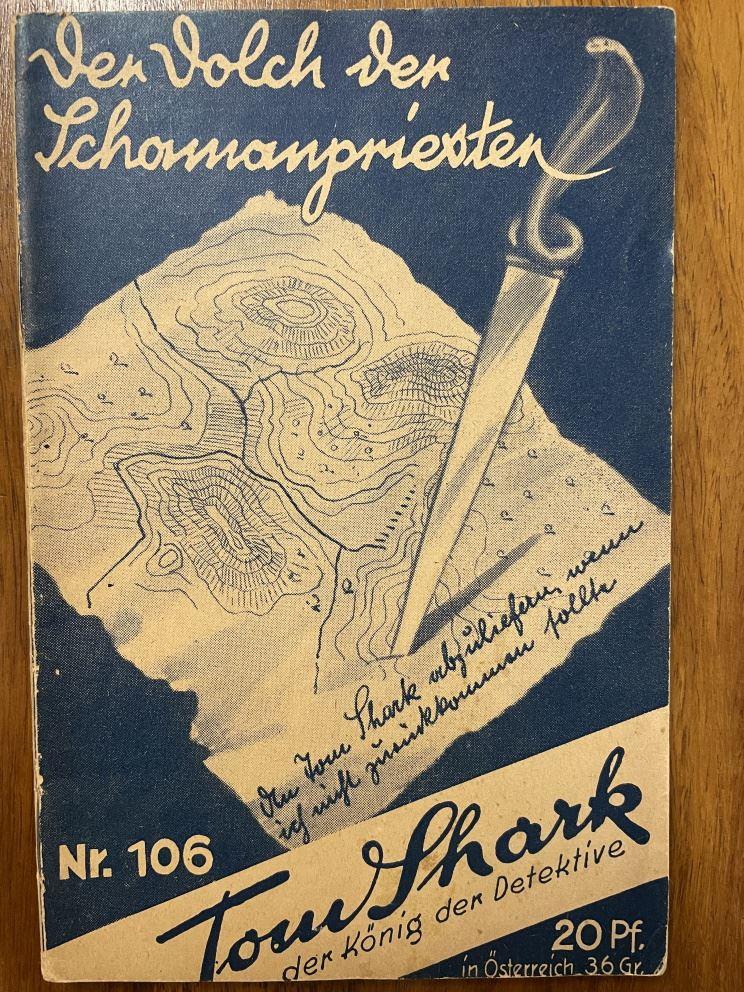 Der Dolch der
Schamanpriester
An Tom Shark abzuliefern, wenn
ich nicht zurückkommen sollte
Nr. 106
Tom Shark
der König der Detektive
20 Pf.
in Österreich 36 Gr.